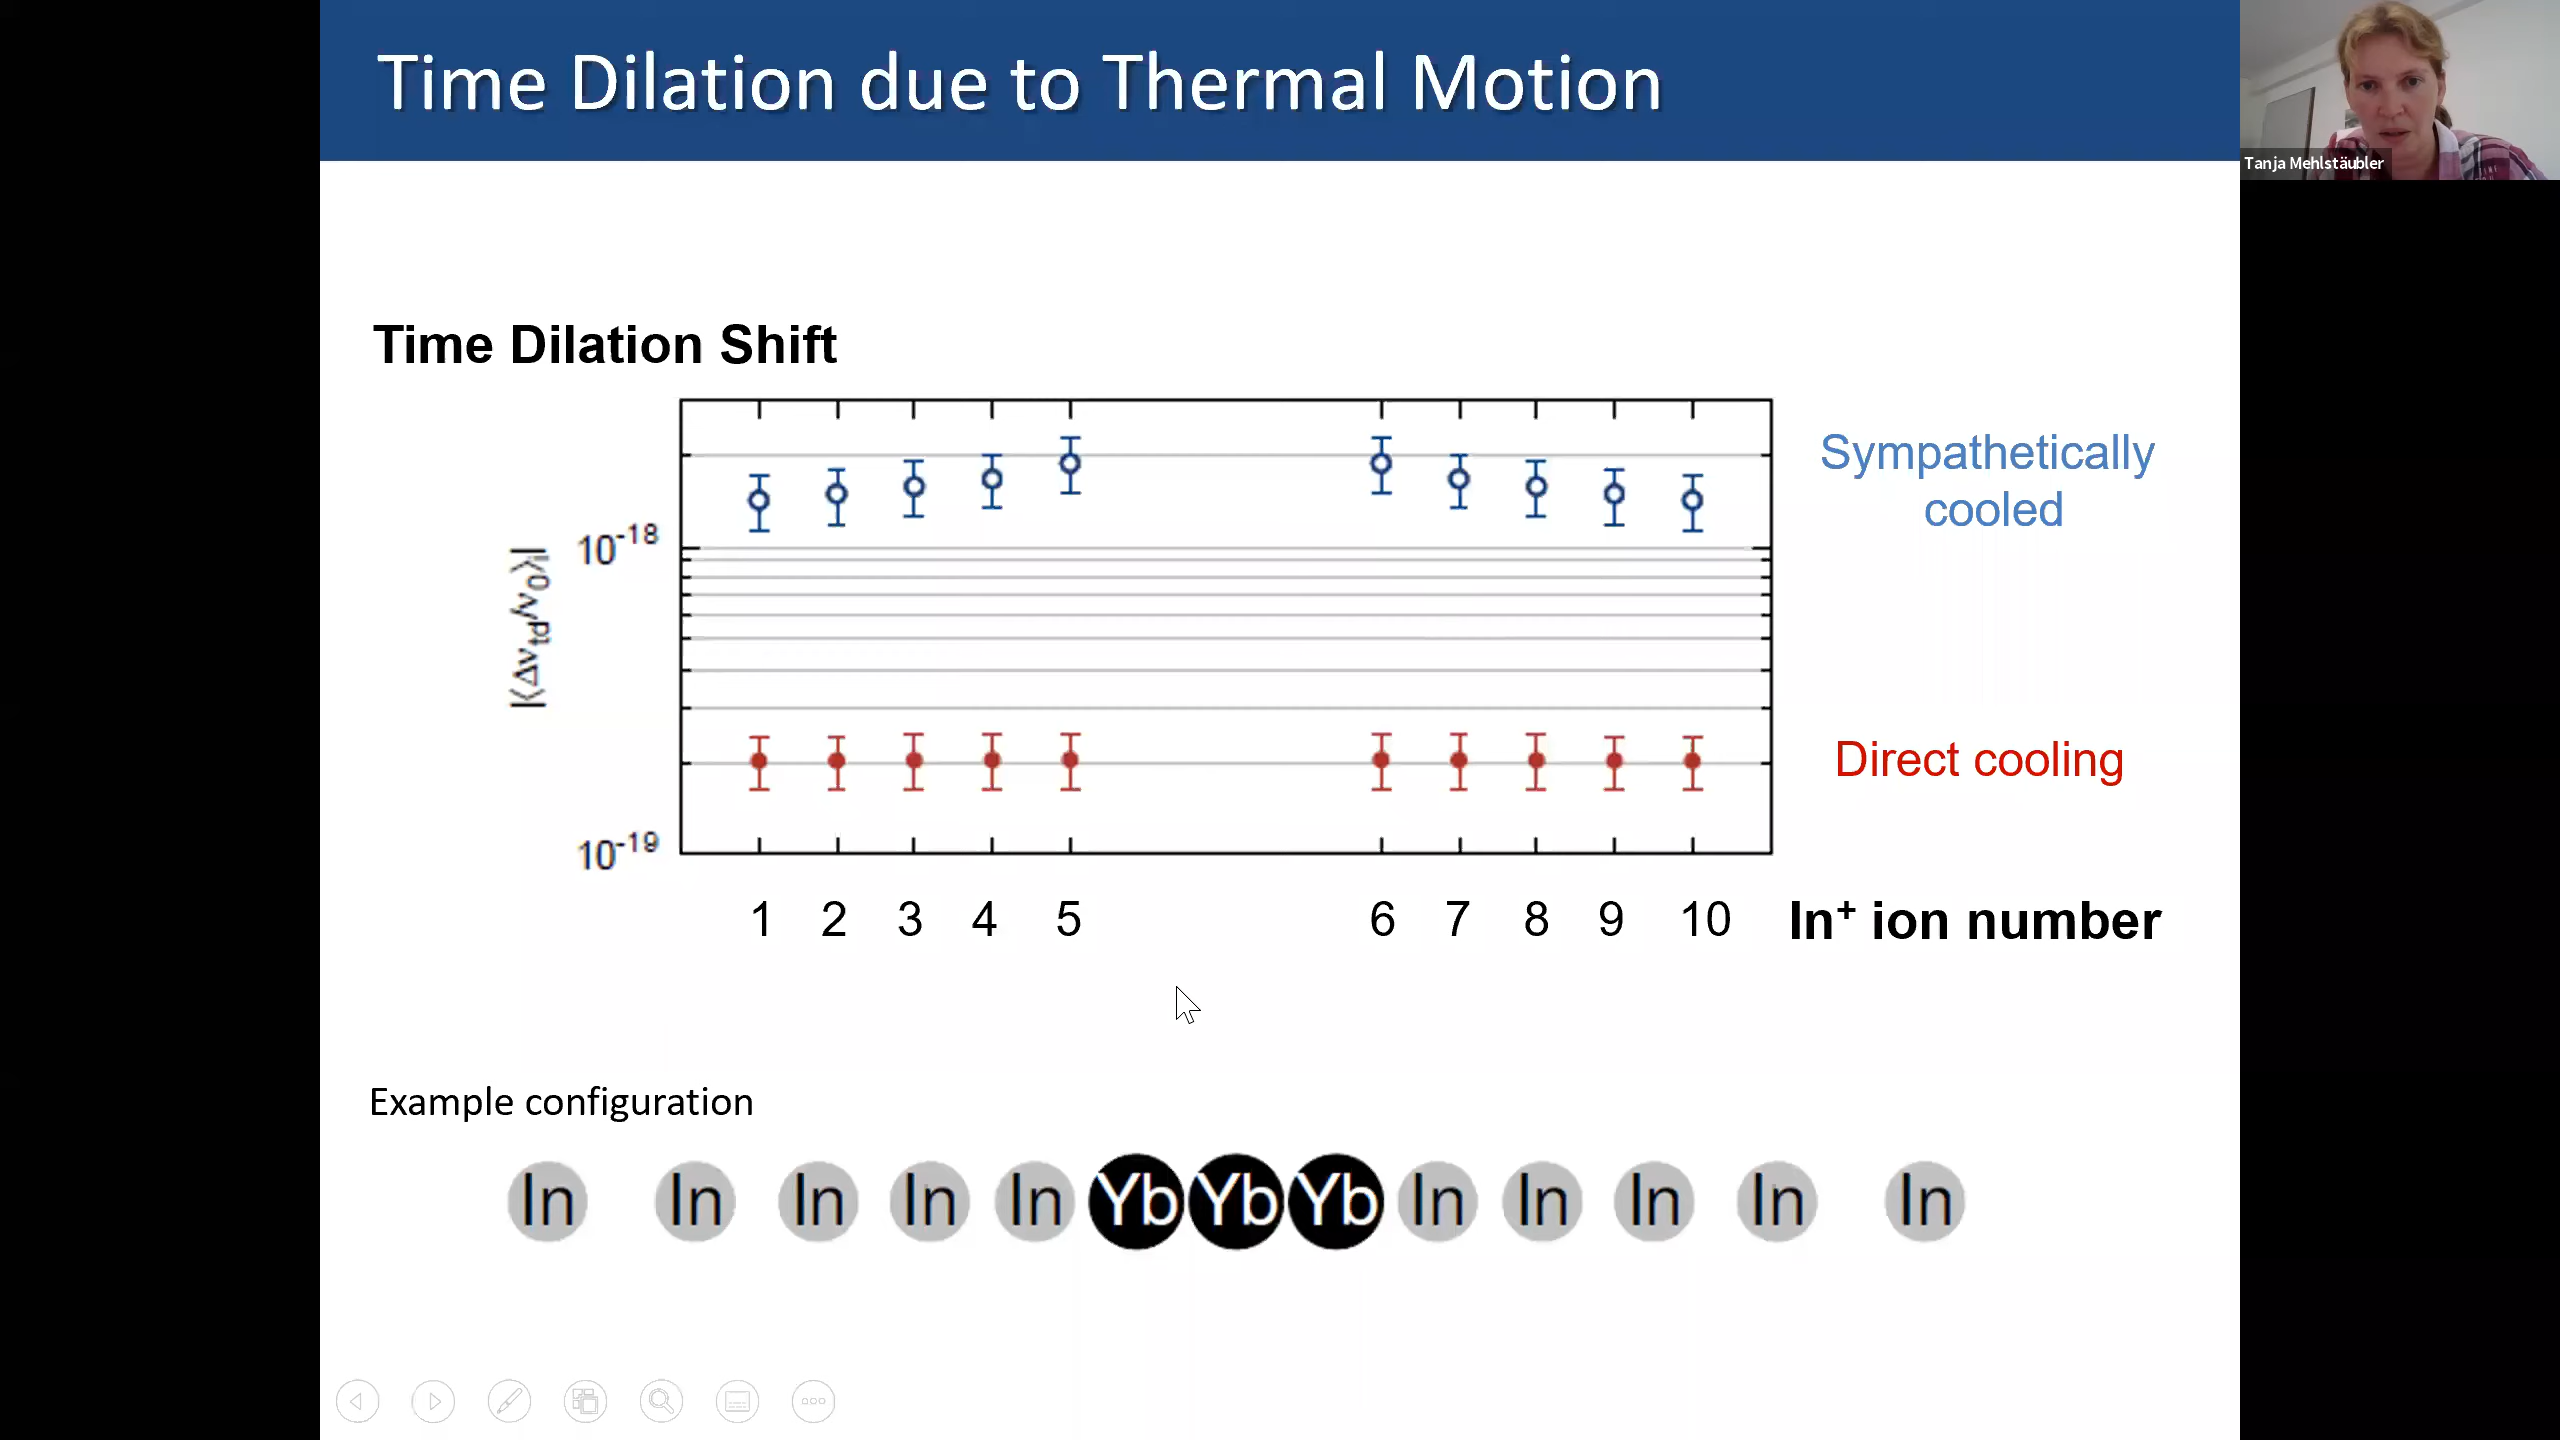 Time Dilation due to Thermal Motion
Tanja Mehlstäubler
Time Dilation Shift
Sympathetically
cooled
10⁻¹⁸
|⟨Δν_td/ν₀⟩|
Direct cooling
10⁻¹⁹
1 2 3 4 5 6 7 8 9 10 In⁺ ion number
Example configuration
In In In In In Yb Yb Yb In In In In In